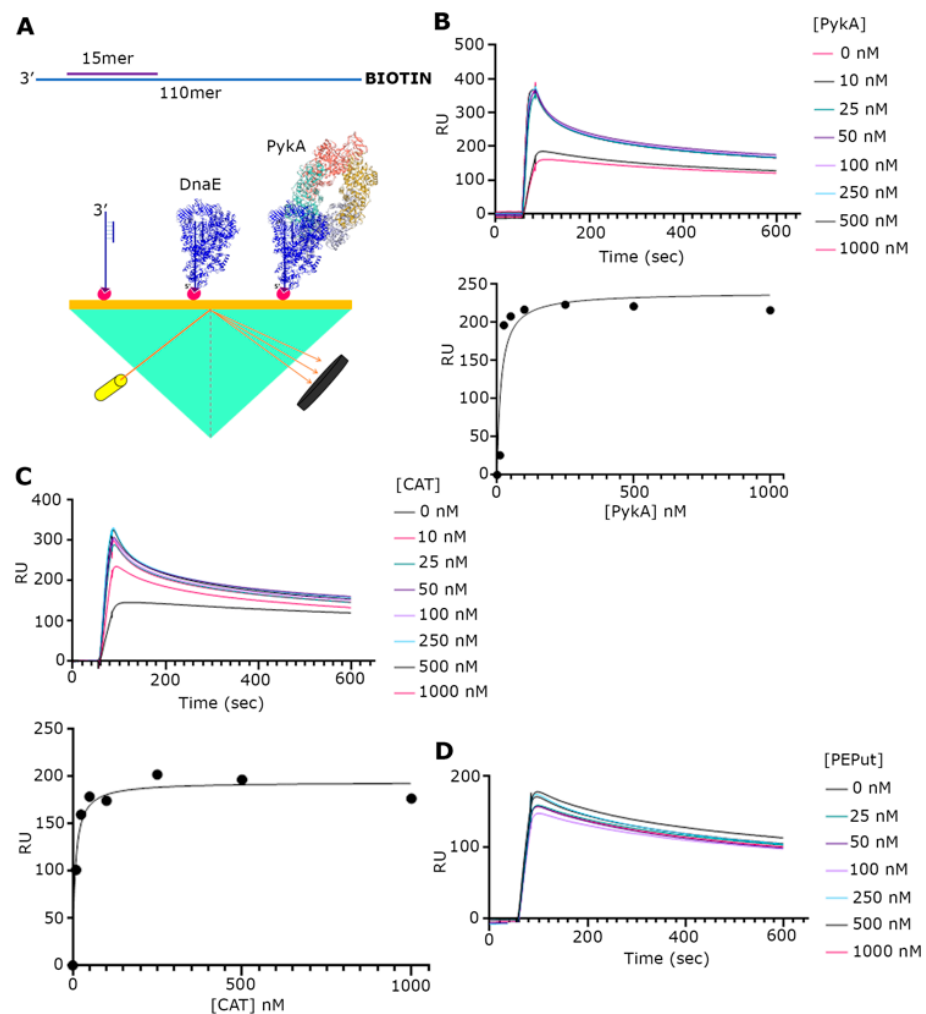 A
15mer
3′
BIOTIN
110mer
PykA
DnaE
3′
5′
5′
B
500
400
300
200
100
0
RU
0
200
400
600
Time (sec)
[PykA]
0 nM
10 nM
25 nM
50 nM
100 nM
250 nM
500 nM
1000 nM
250
200
150
100
50
0
RU
0
500
1000
[PykA] nM
C
400
300
200
100
0
RU
0
200
400
600
Time (sec)
[CAT]
0 nM
10 nM
25 nM
50 nM
100 nM
250 nM
500 nM
1000 nM
250
200
150
100
50
0
RU
0
500
1000
[CAT] nM
D
200
100
0
RU
0
200
400
600
Time (sec)
[PEPut]
0 nM
25 nM
50 nM
100 nM
250 nM
500 nM
1000 nM